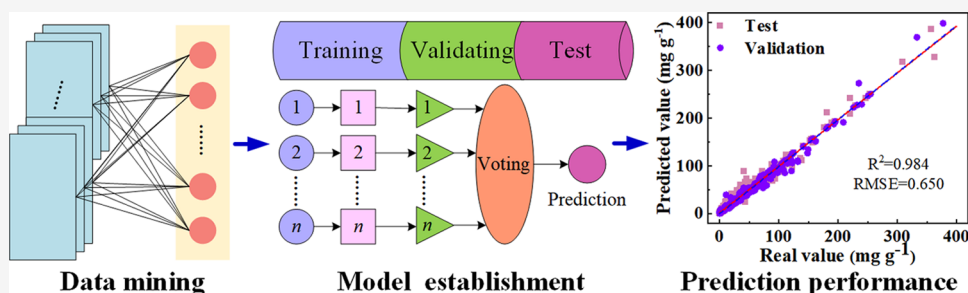 Training
Validating
Test
1
1
1
2
2
2
n
n
n
Voting
Prediction
Predicted value (mg g-1)
400
300
200
100
0
Test
Validation
R2=0.984
RMSE=0.650
0 100 200 300 400
Real value (mg g-1)
Data mining
Model establishment
Prediction performance